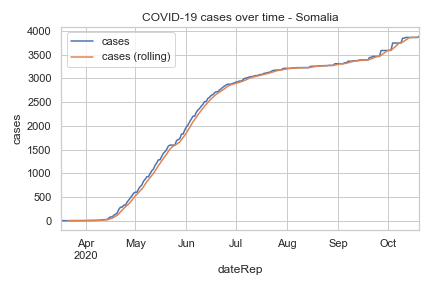 COVID-19 cases over time - Somalia
4000
3500
3000
2500
2000
1500
1000
500
0
cases
cases
cases (rolling)
Apr
2020
May
Jun
Jul
Aug
Sep
Oct
dateRep